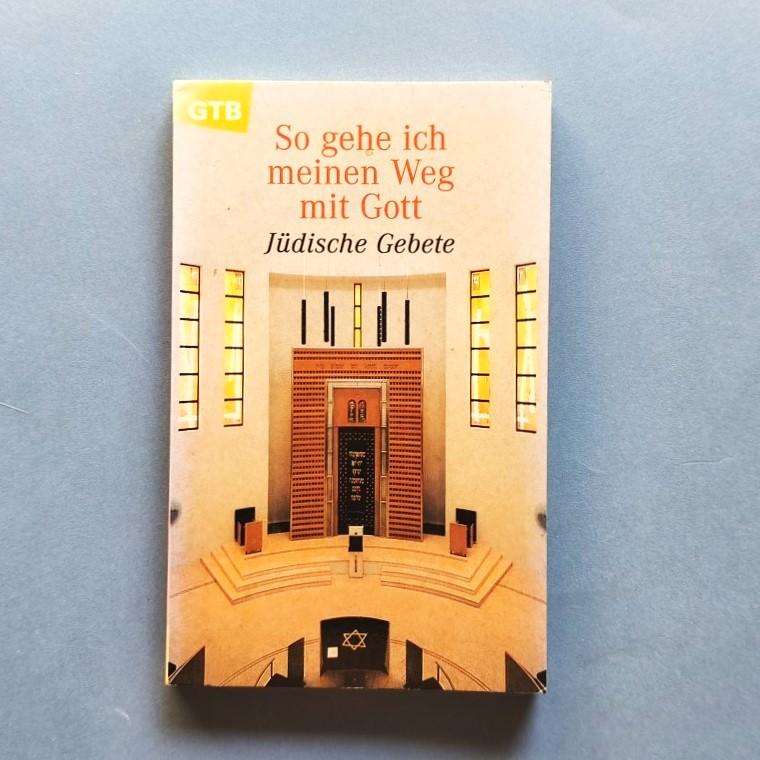 GTB
So gehe ich
meinen Weg
mit Gott
Jüdische Gebete